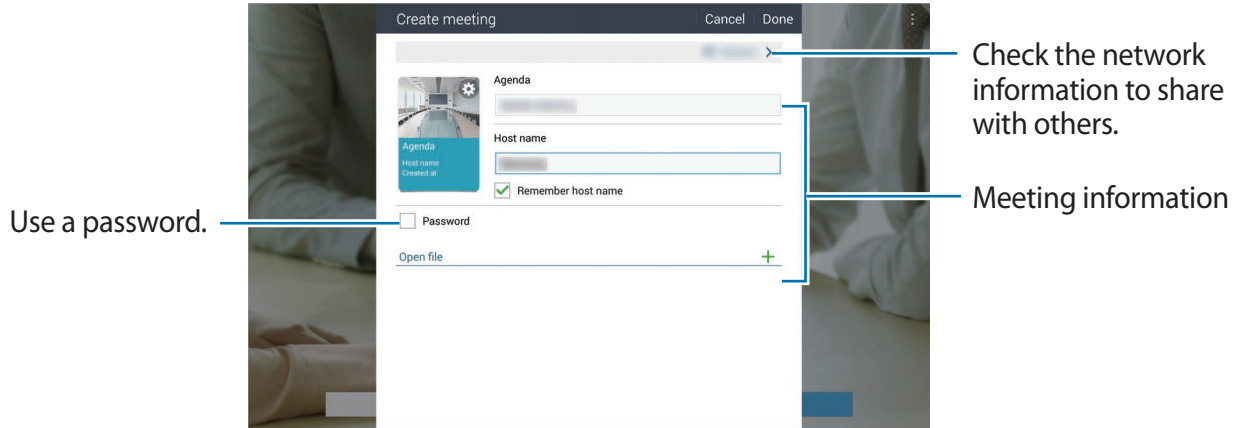 Create meeting Cancel Done
Check the network
information to share
with others.
Agenda
Host name
Agenda
Host name
Created at
Remember host name
Meeting information
Use a password.
Password
Open file